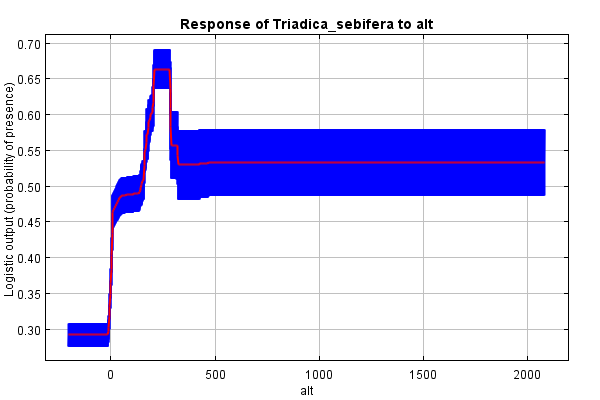 Response of Triadica_sebifera to alt
Logistic output (probability of presence)
0.70
0.65
0.60
0.55
0.50
0.45
0.40
0.35
0.30
0 500 1000 1500 2000
alt